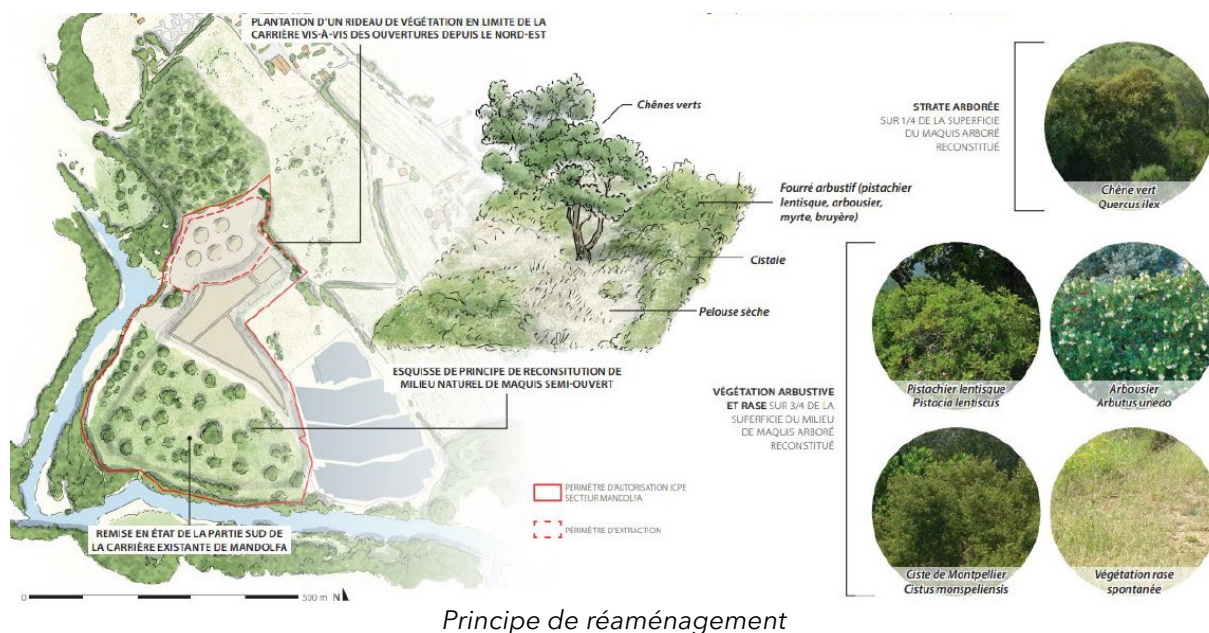 PLANTATION D'UN RIDEAU DE VÉGÉTATION EN LIMITE DE LA
CARRIÈRE VIS-À-VIS DES OUVERTURES DEPUIS LE NORD-EST
Chênes verts
Fourré arbustif (pistachier
lentisque, arbousier,
myrte, bruyère)
Cistaie
Pelouse sèche
ESQUISSE DE PRINCIPE DE RECONSTITUTION DE
MILIEU NATUREL DE MAQUIS SEMI-OUVERT
PÉRIMÈTRE D'AUTORISATION ICPE
SECTEUR MANDOLFA
PÉRIMÈTRE D'EXTRACTION
REMISE EN ÉTAT DE LA PARTIE SUD DE
LA CARRIÈRE EXISTANTE DE MANDOLFA
0
500 m N
STRATE ARBORÉE
SUR 1/4 DE LA SUPERFICIE
DU MAQUIS ARBORÉ
RECONSTITUÉ
Chêne vert
Quercus ilex
VÉGÉTATION ARBUSTIVE
ET RASE SUR 3/4 DE LA
SUPERFICIE DU MILIEU
DE MAQUIS ARBORÉ
RECONSTITUÉ
Pistachier lentisque
Pistacia lentiscus
Arbousier
Arbutus unedo
Ciste de Montpellier
Cistus monspeliensis
Végétation rase
spontanée
Principe de réaménagement